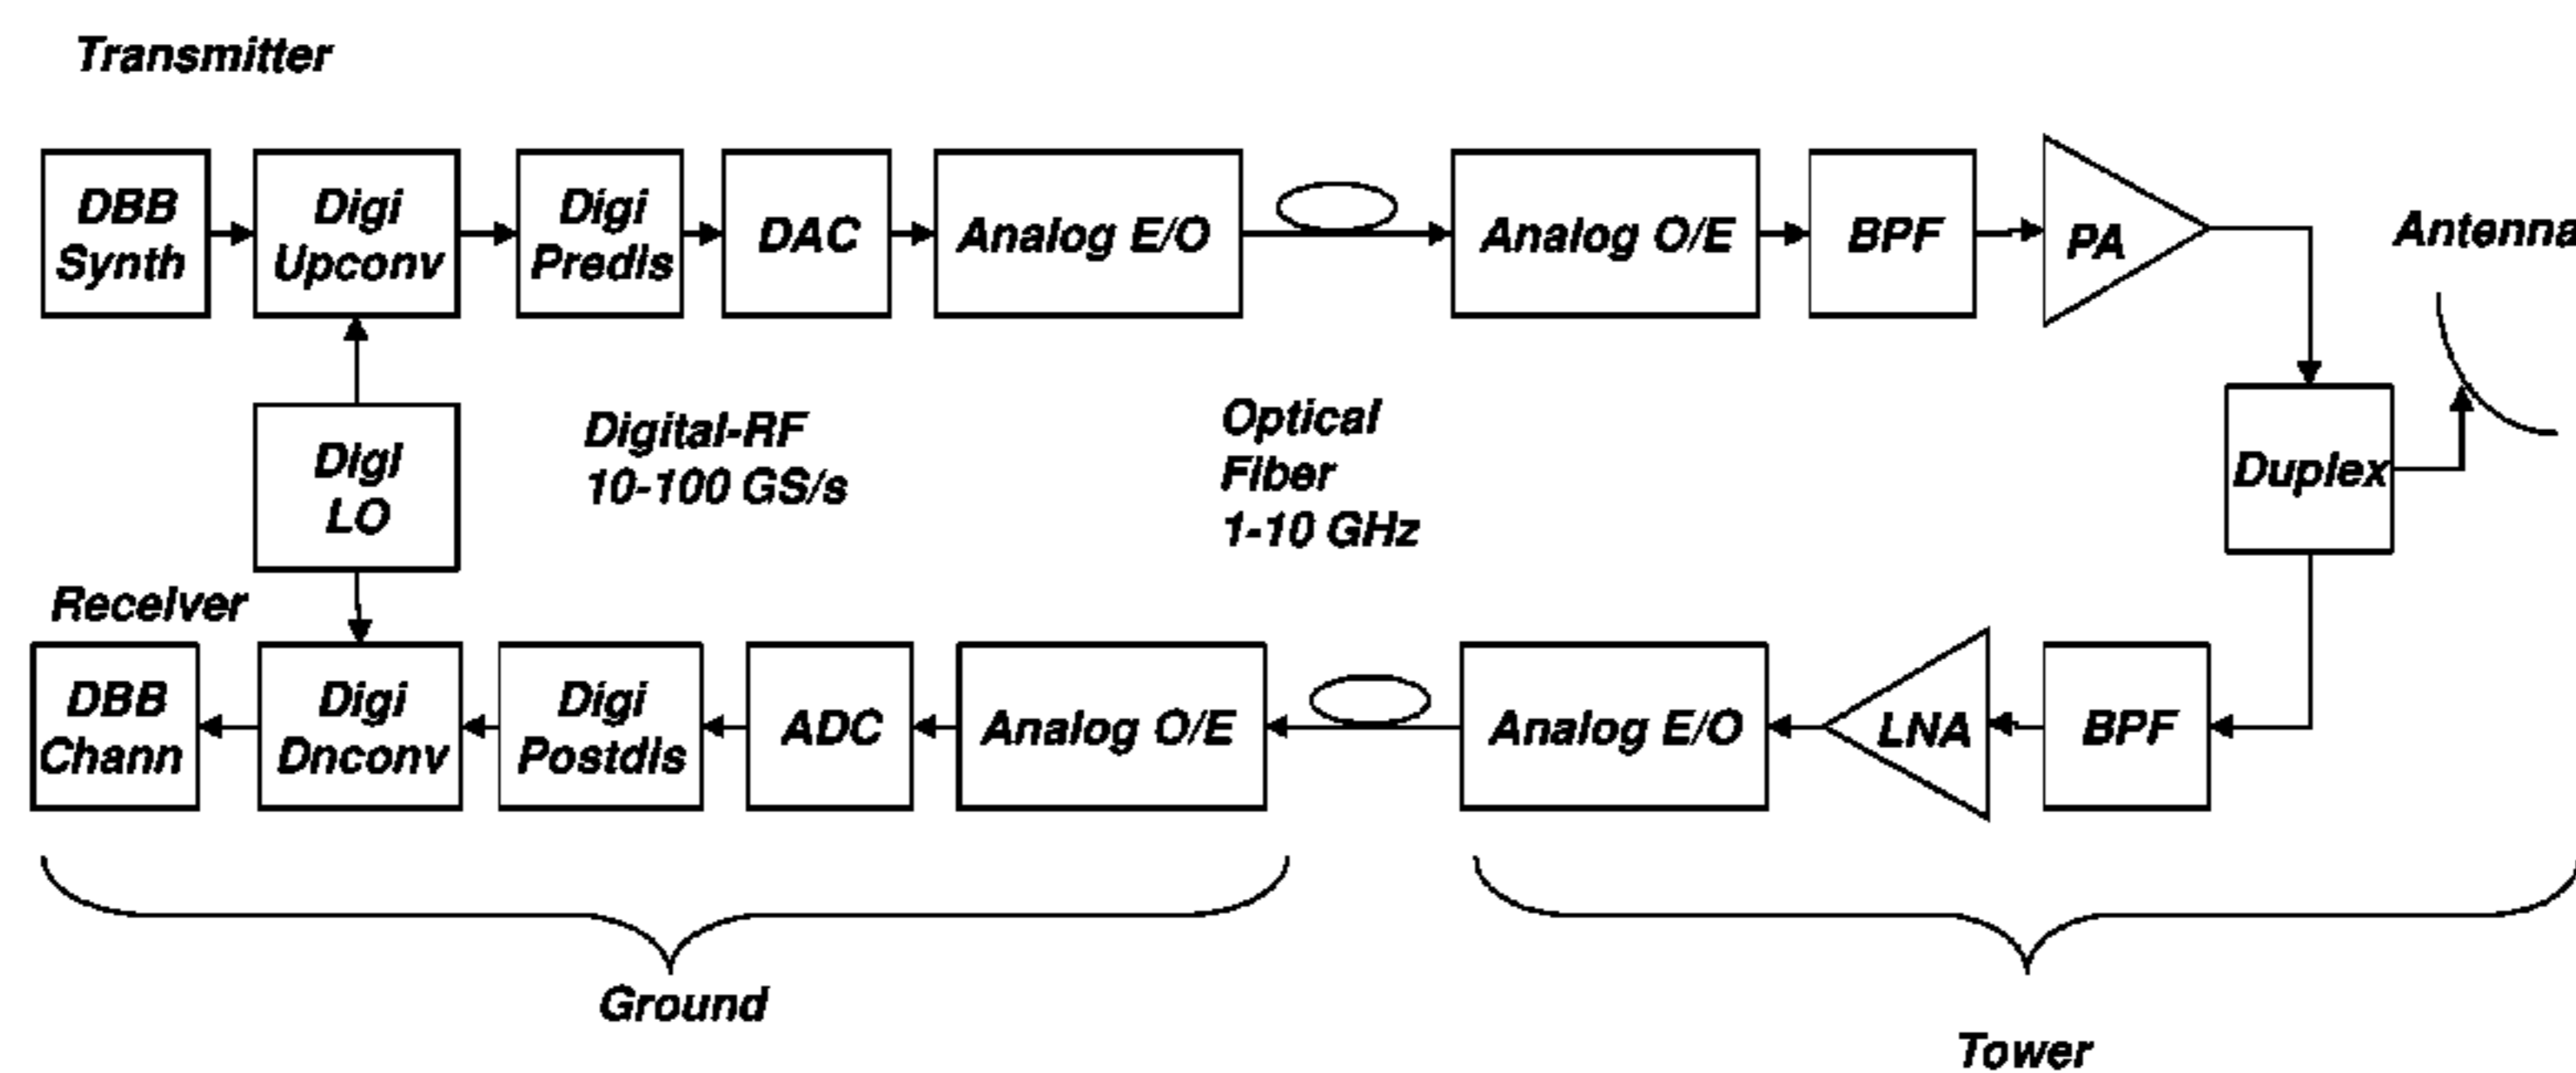 Transmitter
DBB
Synth
Digi
Upconv
Digi
Predis
DAC
Analog E/O
Analog O/E
BPF
PA
Antenna
Digi
LO
Digital-RF
10-100 GS/s
Optical
Fiber
1-10 GHz
Duplex
Receiver
DBB
Chann
Digi
Dnconv
Digi
Postdis
ADC
Analog O/E
Analog E/O
LNA
BPF
Ground
Tower